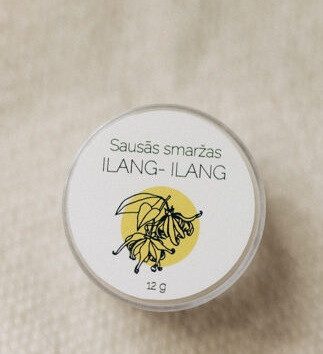 Sausās smaržas
ILANG- ILANG
12 g